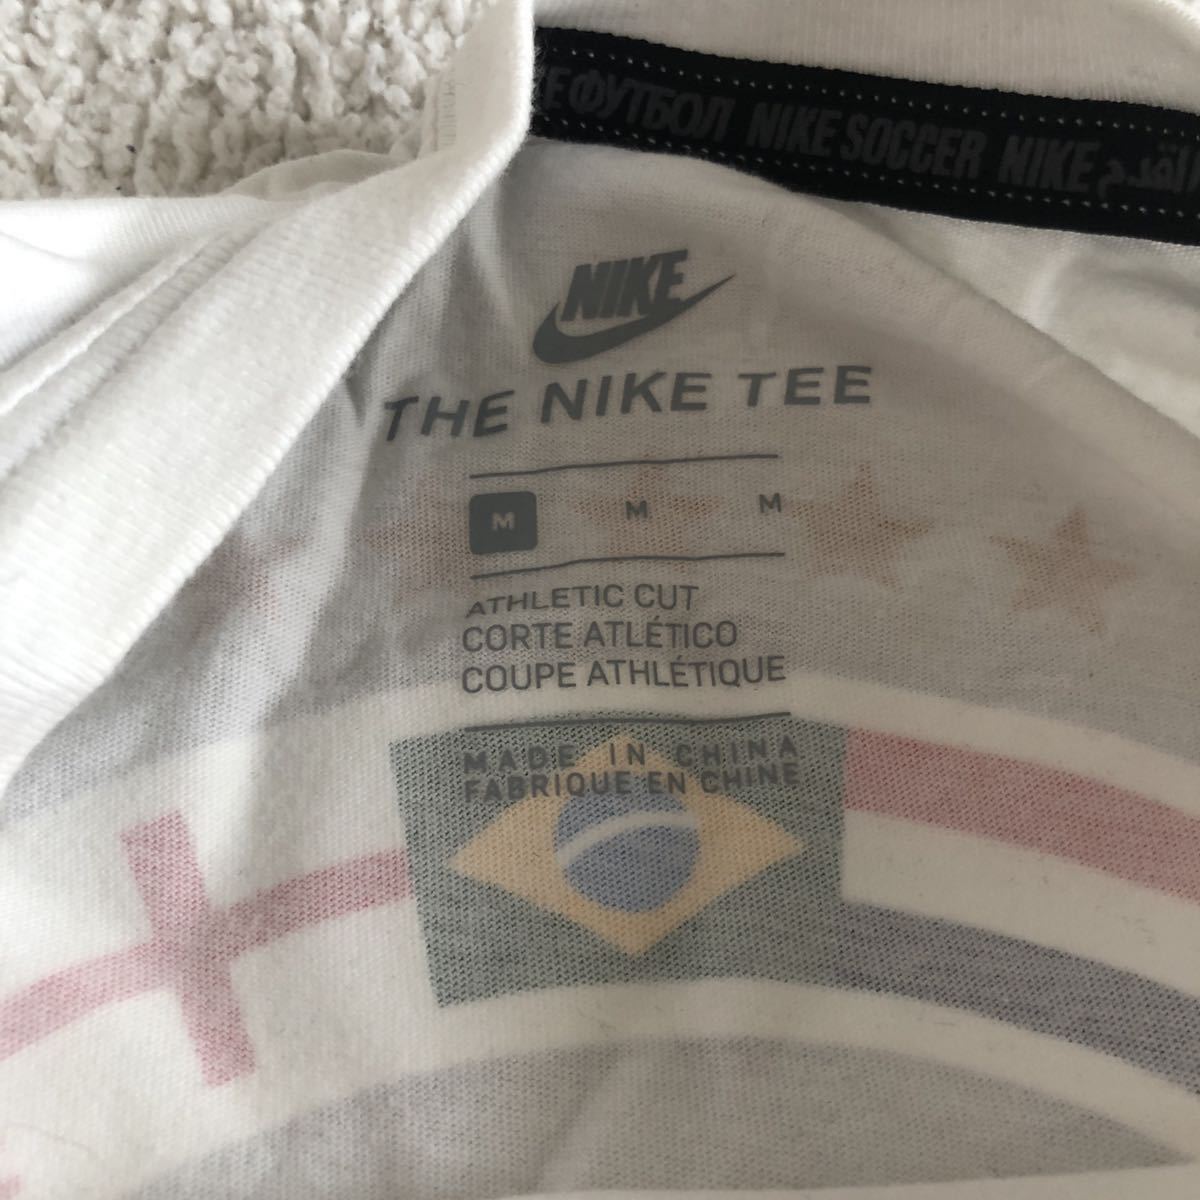 ФУТБОЛ NIKE SOCCER NIKE القدم
NIKE
THE NIKE TEE
M M M
ATHLETIC CUT
CORTE ATLÉTICO
COUPE ATHLÉTIQUE
MADE IN CHINA
FABRIQUE EN CHINE